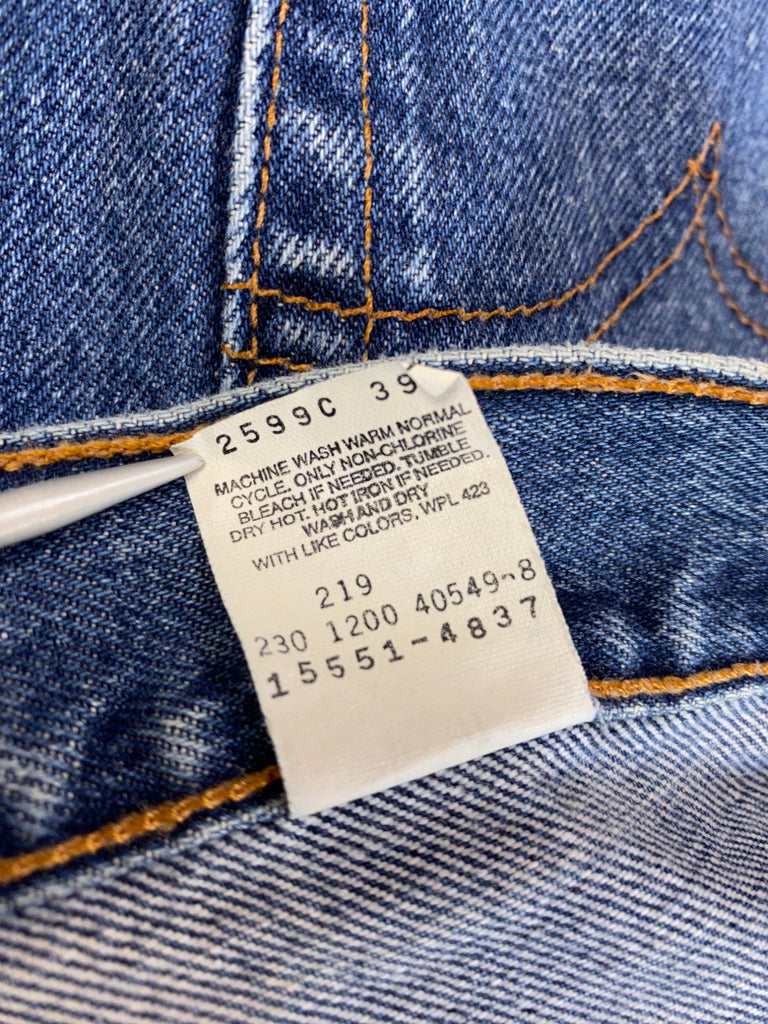 2599C 39
MACHINE WASH WARM NORMAL
CYCLE. ONLY NON-CHLORINE
BLEACH IF NEEDED. TUMBLE
DRY HOT. HOT IRON IF NEEDED.
WASH AND DRY
WITH LIKE COLORS. WPL 423
219
230 1200 40549-8
15551-4837